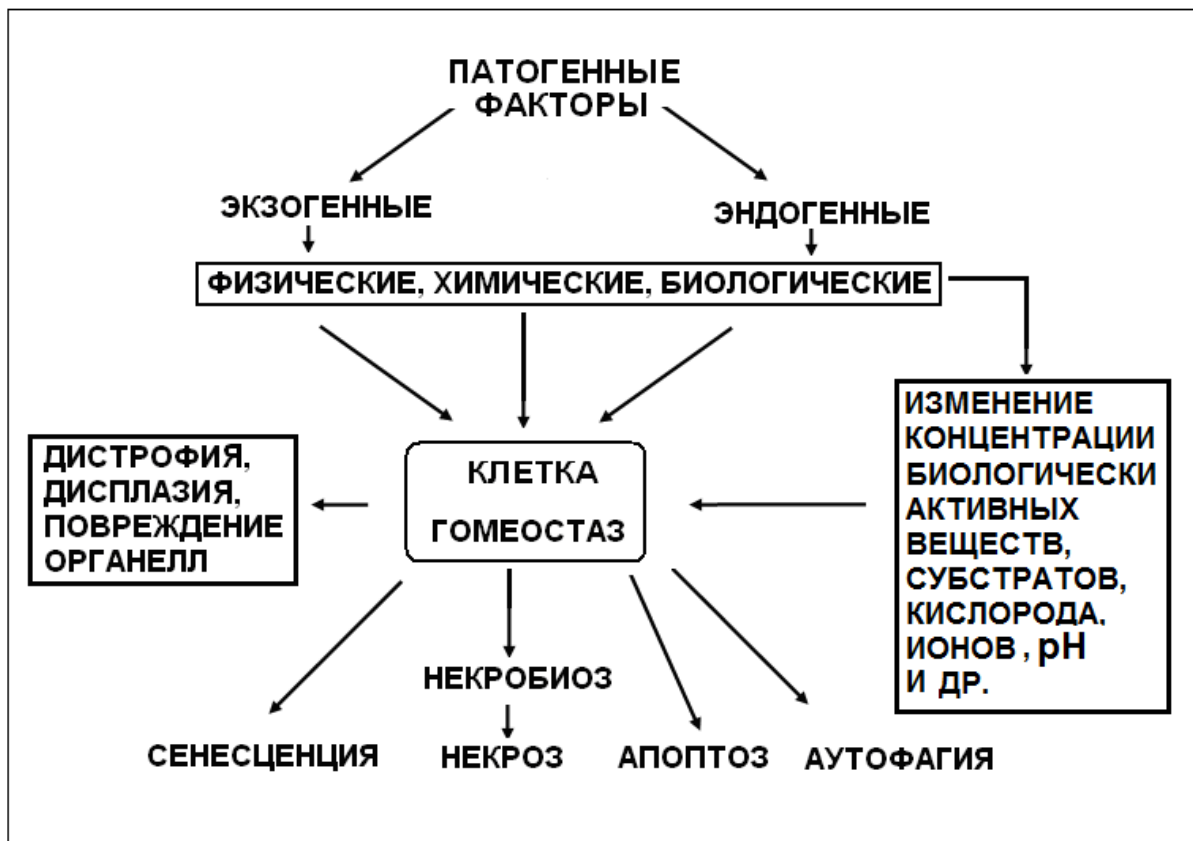 ПАТОГЕННЫЕ
ФАКТОРЫ
ЭКЗОГЕННЫЕ
ЭНДОГЕННЫЕ
ФИЗИЧЕСКИЕ, ХИМИЧЕСКИЕ, БИОЛОГИЧЕСКИЕ
ДИСТРОФИЯ,
ДИСПЛАЗИЯ,
ПОВРЕЖДЕНИЕ
ОРГАНЕЛЛ
КЛЕТКА
ГОМЕОСТАЗ
ИЗМЕНЕНИЕ
КОНЦЕНТРАЦИИ
БИОЛОГИЧЕСКИ
АКТИВНЫХ
ВЕЩЕСТВ,
СУБСТРАТОВ,
КИСЛОРОДА,
ИОНОВ , pH
И ДР.
НЕКРОБИОЗ
СЕНЕСЦЕНЦИЯ
НЕКРОЗ
АПОПТОЗ
АУТОФАГИЯ